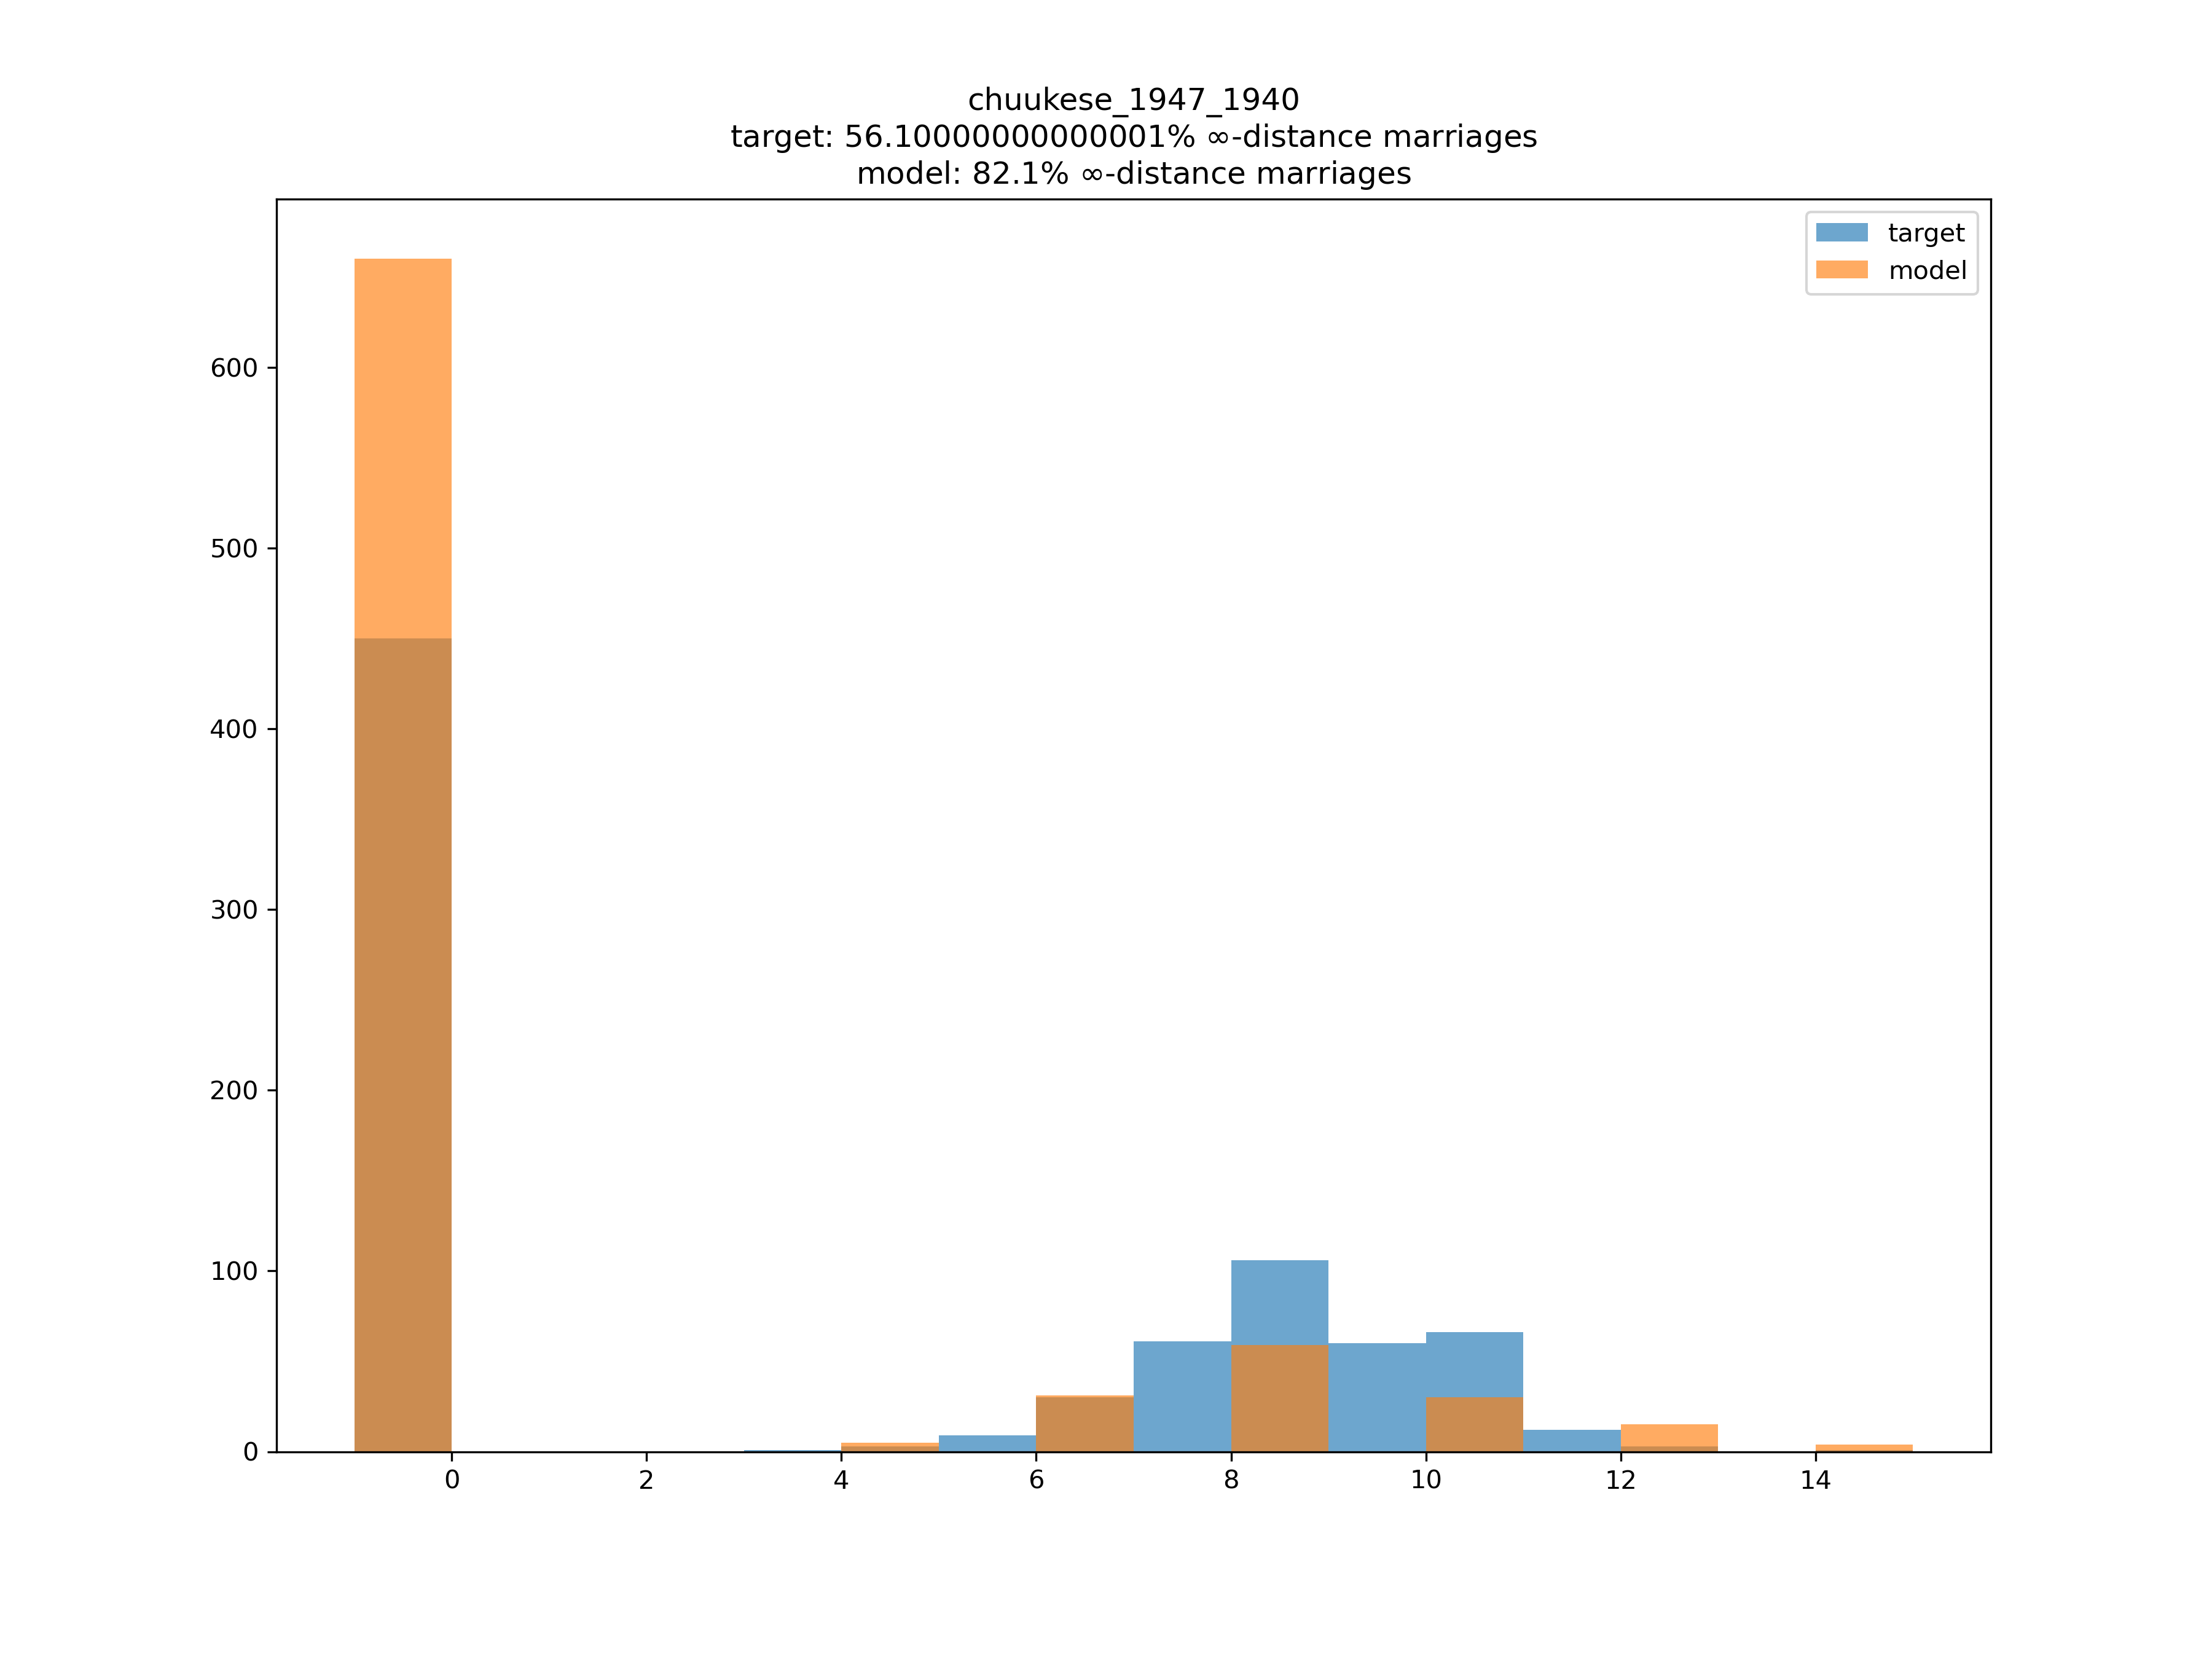 chuukese_1947_1940
target: 56.10000000000001% ∞-distance marriages
model: 82.1% ∞-distance marriages
target
model
600
500
400
300
200
100
0
0 2 4 6 8 10 12 14